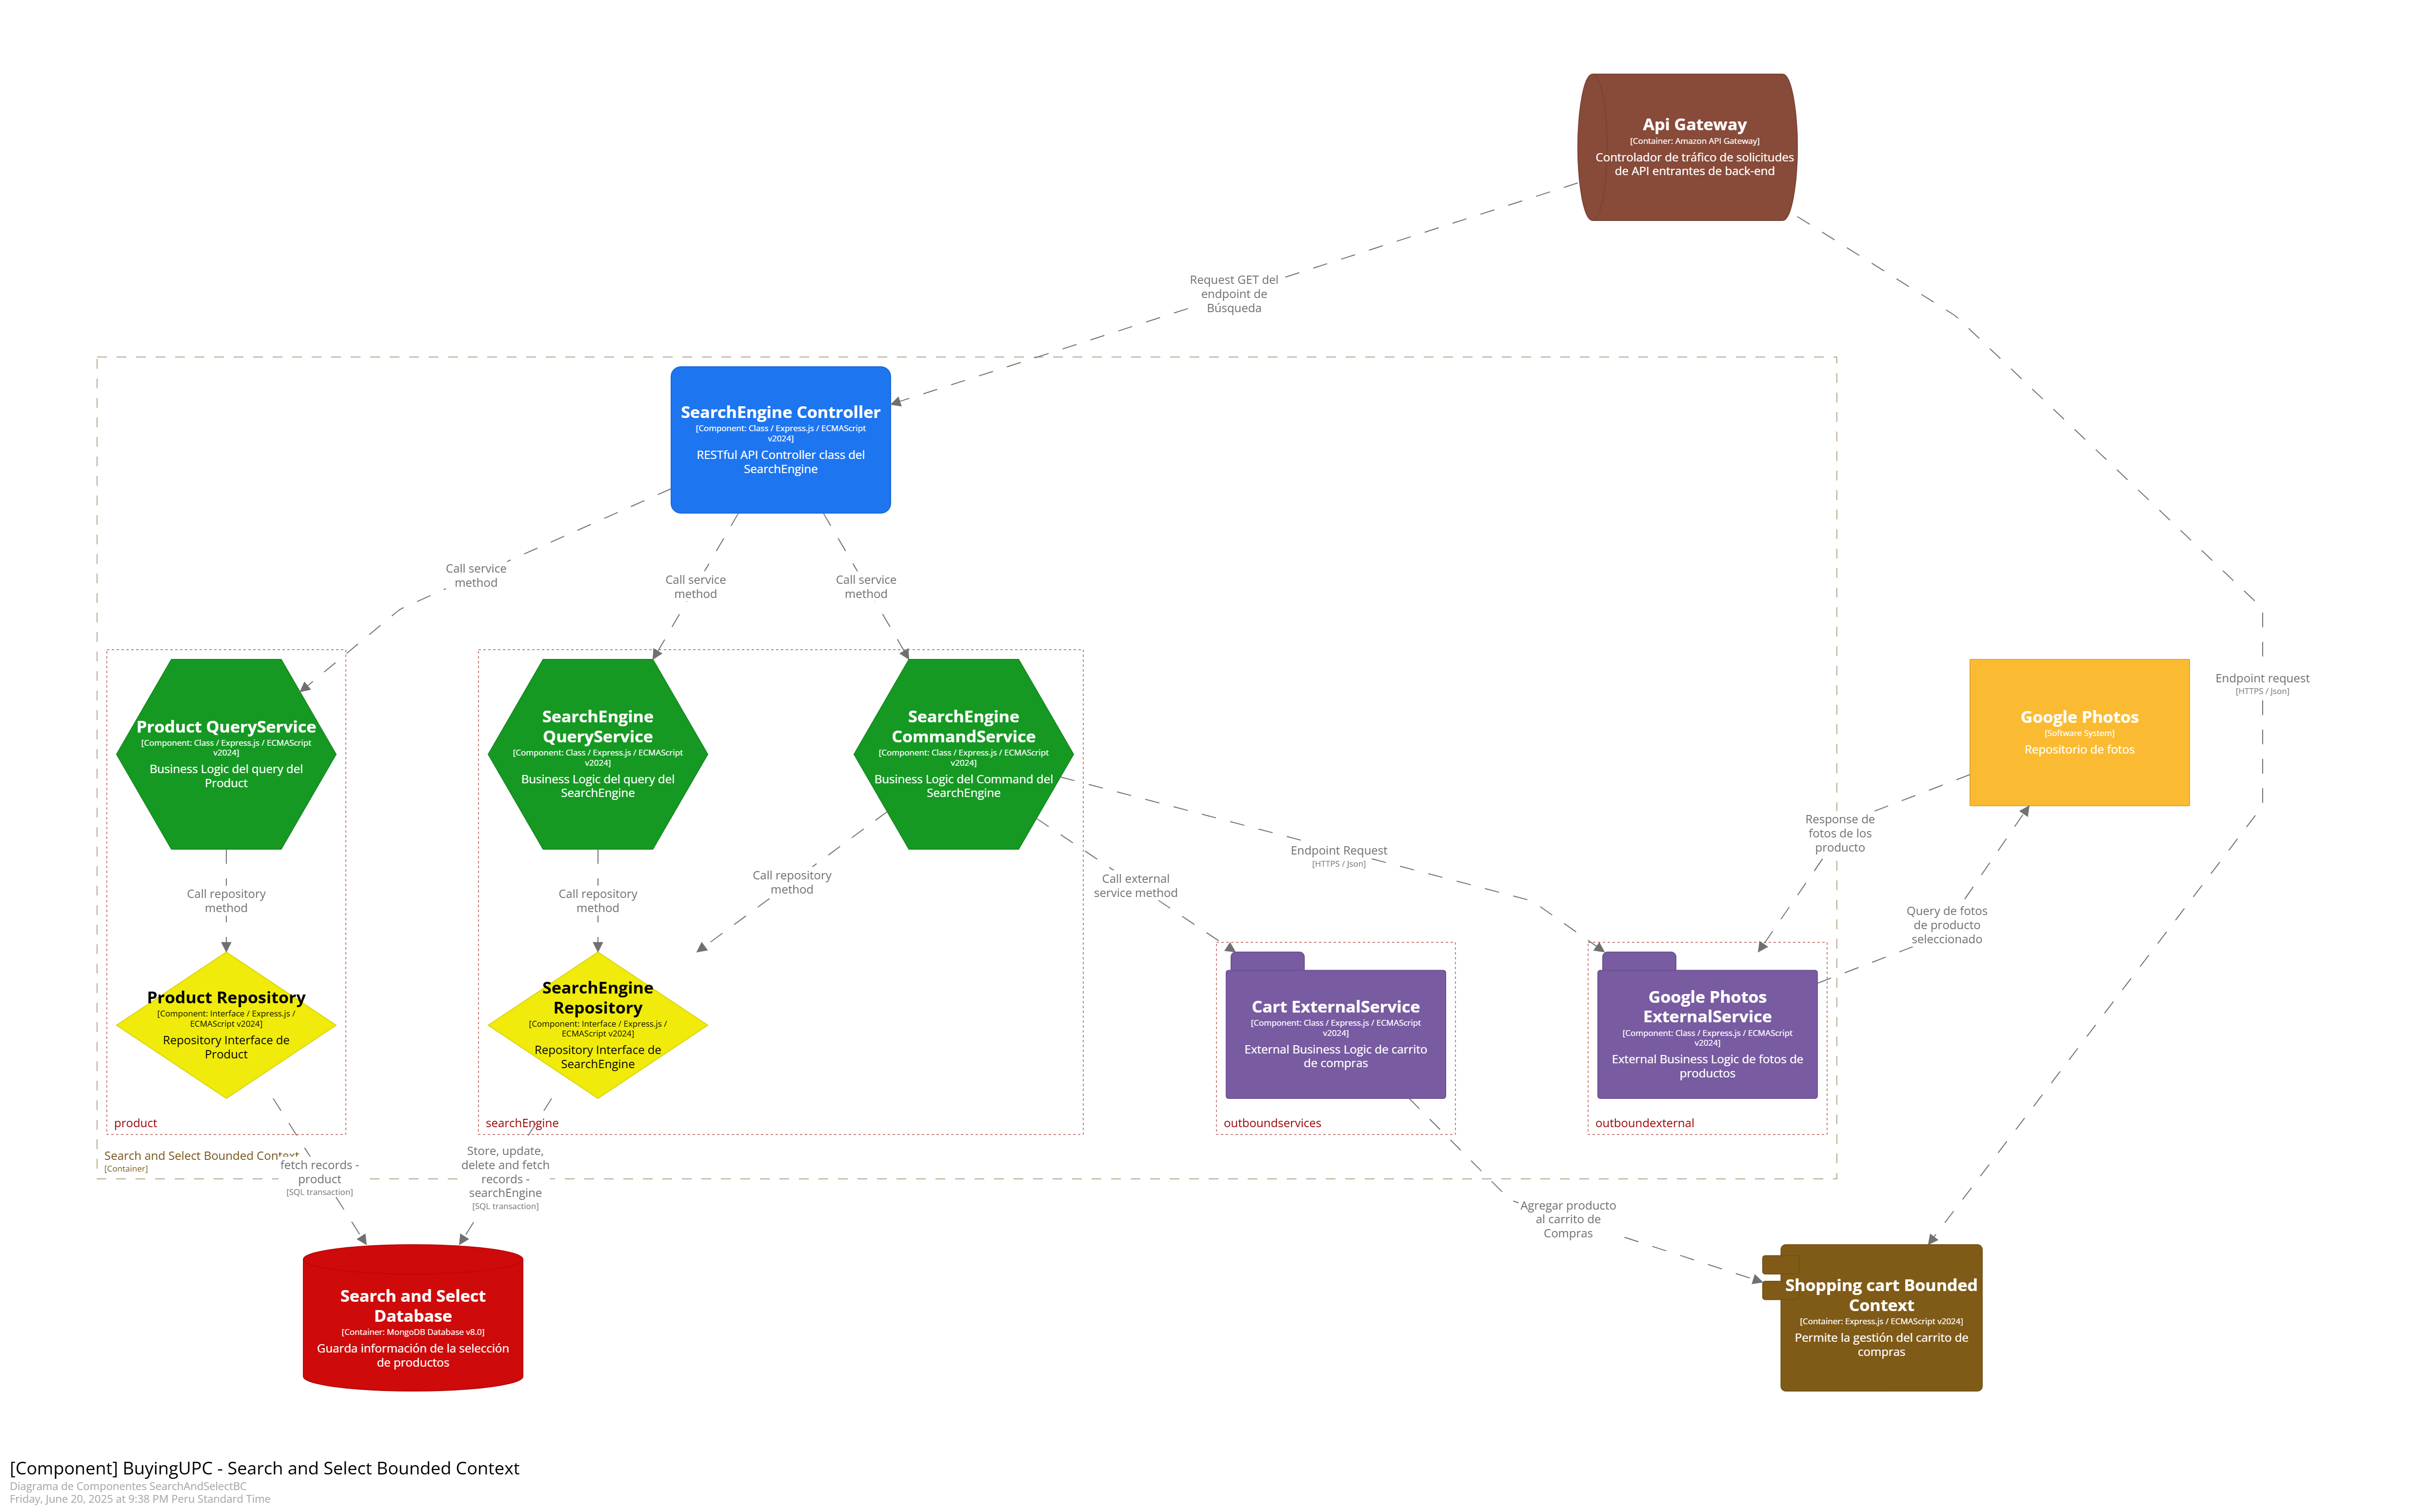 Api Gateway
[Container: Amazon API Gateway]
Controlador de tráfico de solicitudes
de API entrantes de back-end
Request GET del
endpoint de
Búsqueda
SearchEngine Controller
[Component: Class / Express.js / ECMAScript
v2024]
RESTful API Controller class del
SearchEngine
Call service
method
Call service
method
Call service
method
Endpoint request
[HTTPS / Json]
Product QueryService
[Component: Class / Express.js / ECMAScript
v2024]
Business Logic del query del
Product
SearchEngine
QueryService
[Component: Class / Express.js / ECMAScript
v2024]
Business Logic del query del
SearchEngine
SearchEngine
CommandService
[Component: Class / Express.js / ECMAScript
v2024]
Business Logic del Command del
SearchEngine
Google Photos
[Software System]
Repositorio de fotos
Call repository
method
Call repository
method
Call repository
method
Call external
service method
Endpoint Request
[HTTPS / Json]
Response de
fotos de los
producto
Query de fotos
de producto
seleccionado
Product Repository
[Component: Interface / Express.js /
ECMAScript v2024]
Repository Interface de
Product
SearchEngine
Repository
[Component: Interface / Express.js /
ECMAScript v2024]
Repository Interface de
SearchEngine
Cart ExternalService
[Component: Class / Express.js / ECMAScript
v2024]
External Business Logic de carrito
de compras
Google Photos
ExternalService
[Component: Class / Express.js / ECMAScript
v2024]
External Business Logic de fotos de
productos
product
searchEngine
outboundservices
outboundexternal
Search and Select Bounded Context
[Container]
fetch records -
product
[SQL transaction]
Store, update,
delete and fetch
records -
searchEngine
[SQL transaction]
Agregar producto
al carrito de
Compras
Search and Select
Database
[Container: MongoDB Database v8.0]
Guarda información de la selección
de productos
Shopping cart Bounded
Context
[Container: Express.js / ECMAScript v2024]
Permite la gestión del carrito de
compras
[Component] BuyingUPC - Search and Select Bounded Context
Diagrama de Componentes SearchAndSelectBC
Friday, June 20, 2025 at 9:38 PM Peru Standard Time